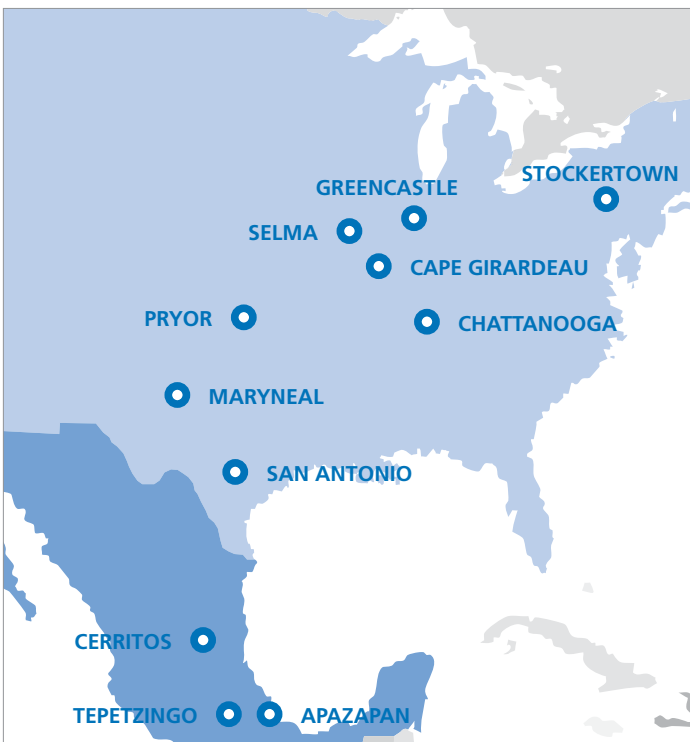 STOCKERTOWN
GREENCASTLE
SELMA
CAPE GIRARDEAU
PRYOR
CHATTANOOGA
MARYNEAL
SAN ANTONIO
CERRITOS
TEPETZINGO
APAZAPAN